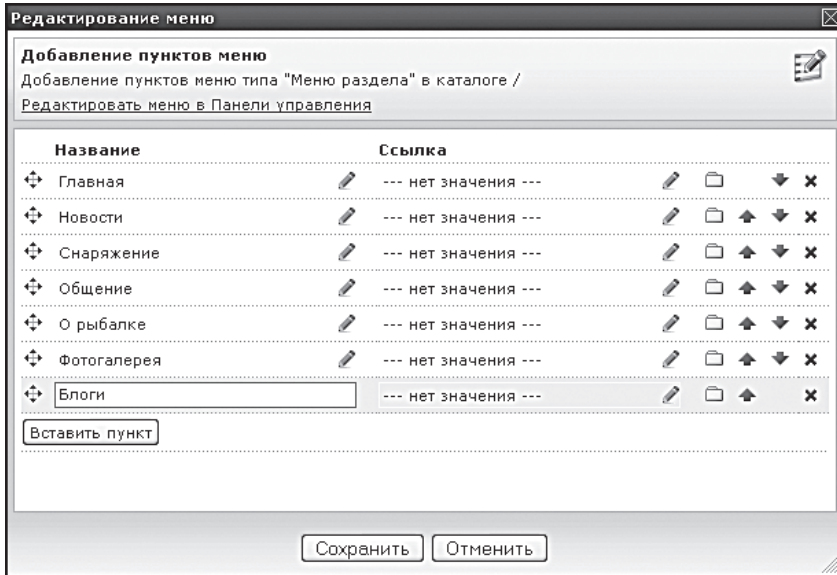 Редактирование меню
Добавление пунктов меню
Добавление пунктов меню типа "Меню раздела" в каталоге /
Редактировать меню в Панели управления
Название Ссылка
Главная --- нет значения ---
Новости --- нет значения ---
Снаряжение --- нет значения ---
Общение --- нет значения ---
О рыбалке --- нет значения ---
Фотогалерея --- нет значения ---
Блоги --- нет значения ---
Вставить пункт
Сохранить Отменить